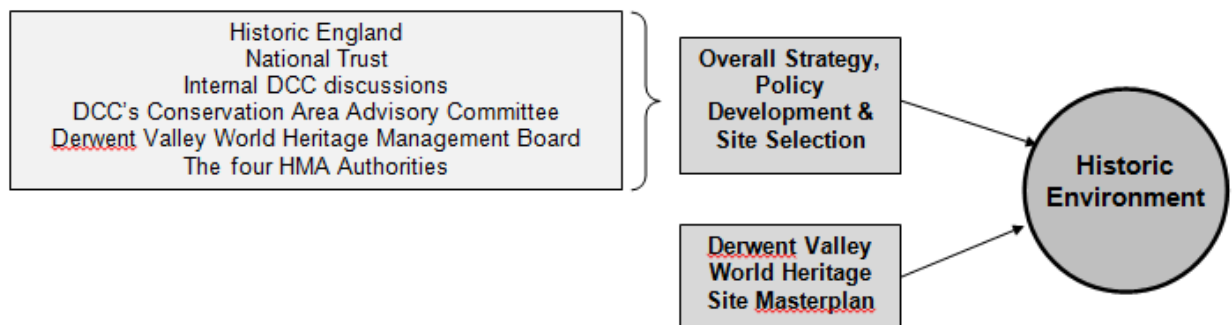 Historic England
National Trust
Internal DCC discussions
DCC's Conservation Area Advisory Committee
Derwent Valley World Heritage Management Board
The four HMA Authorities
Overall Strategy,
Policy
Development &
Site Selection
Derwent Valley
World Heritage
Site Masterplan
Historic
Environment